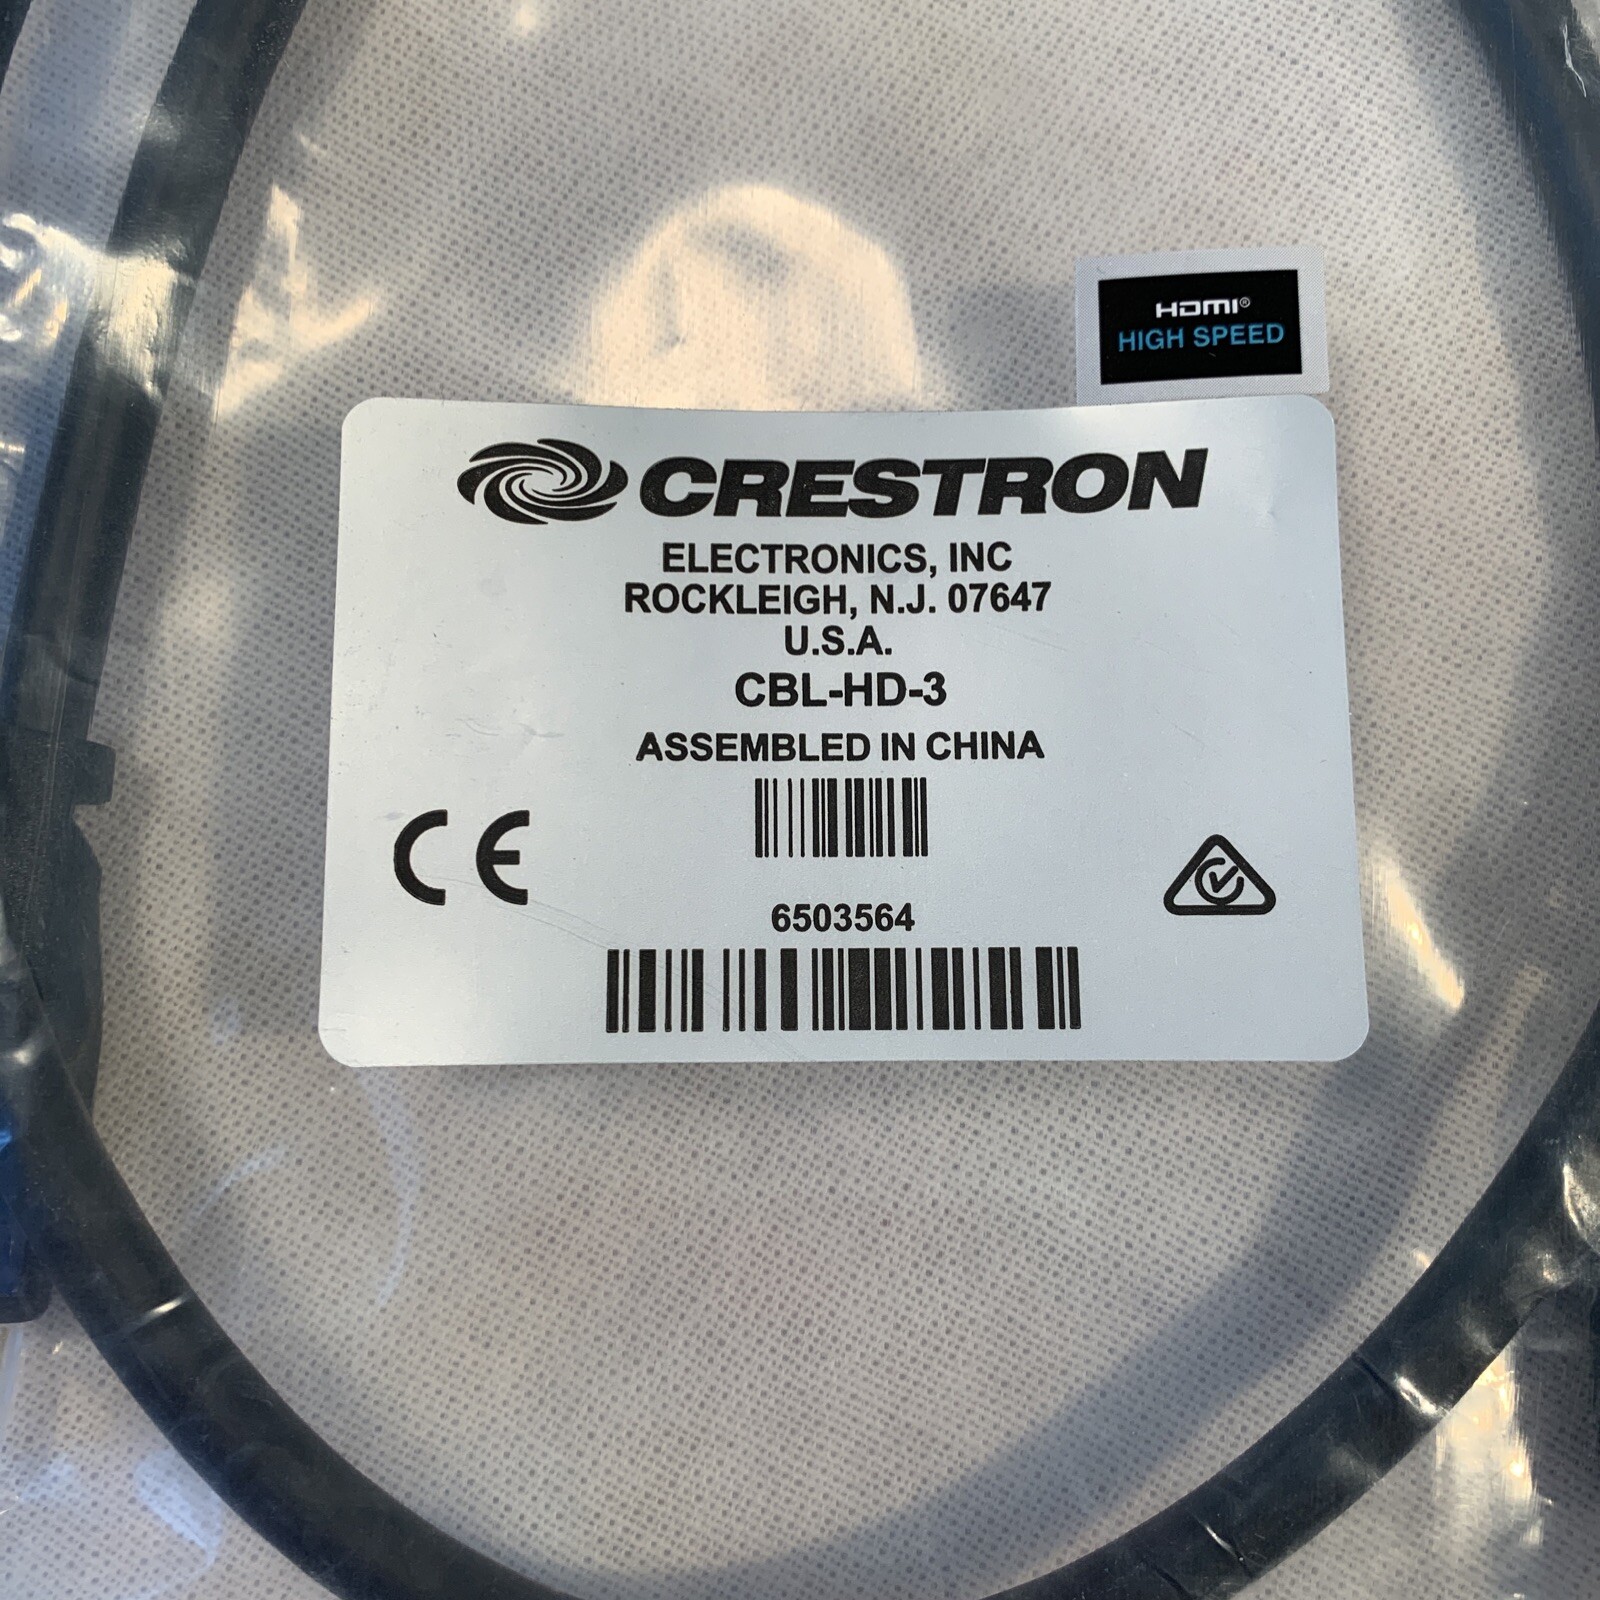 HDMI®
HIGH SPEED
CRESTRON
ELECTRONICS, INC
ROCKLEIGH, N.J. 07647
U.S.A.
CBL-HD-3
ASSEMBLED IN CHINA
CE
6503564